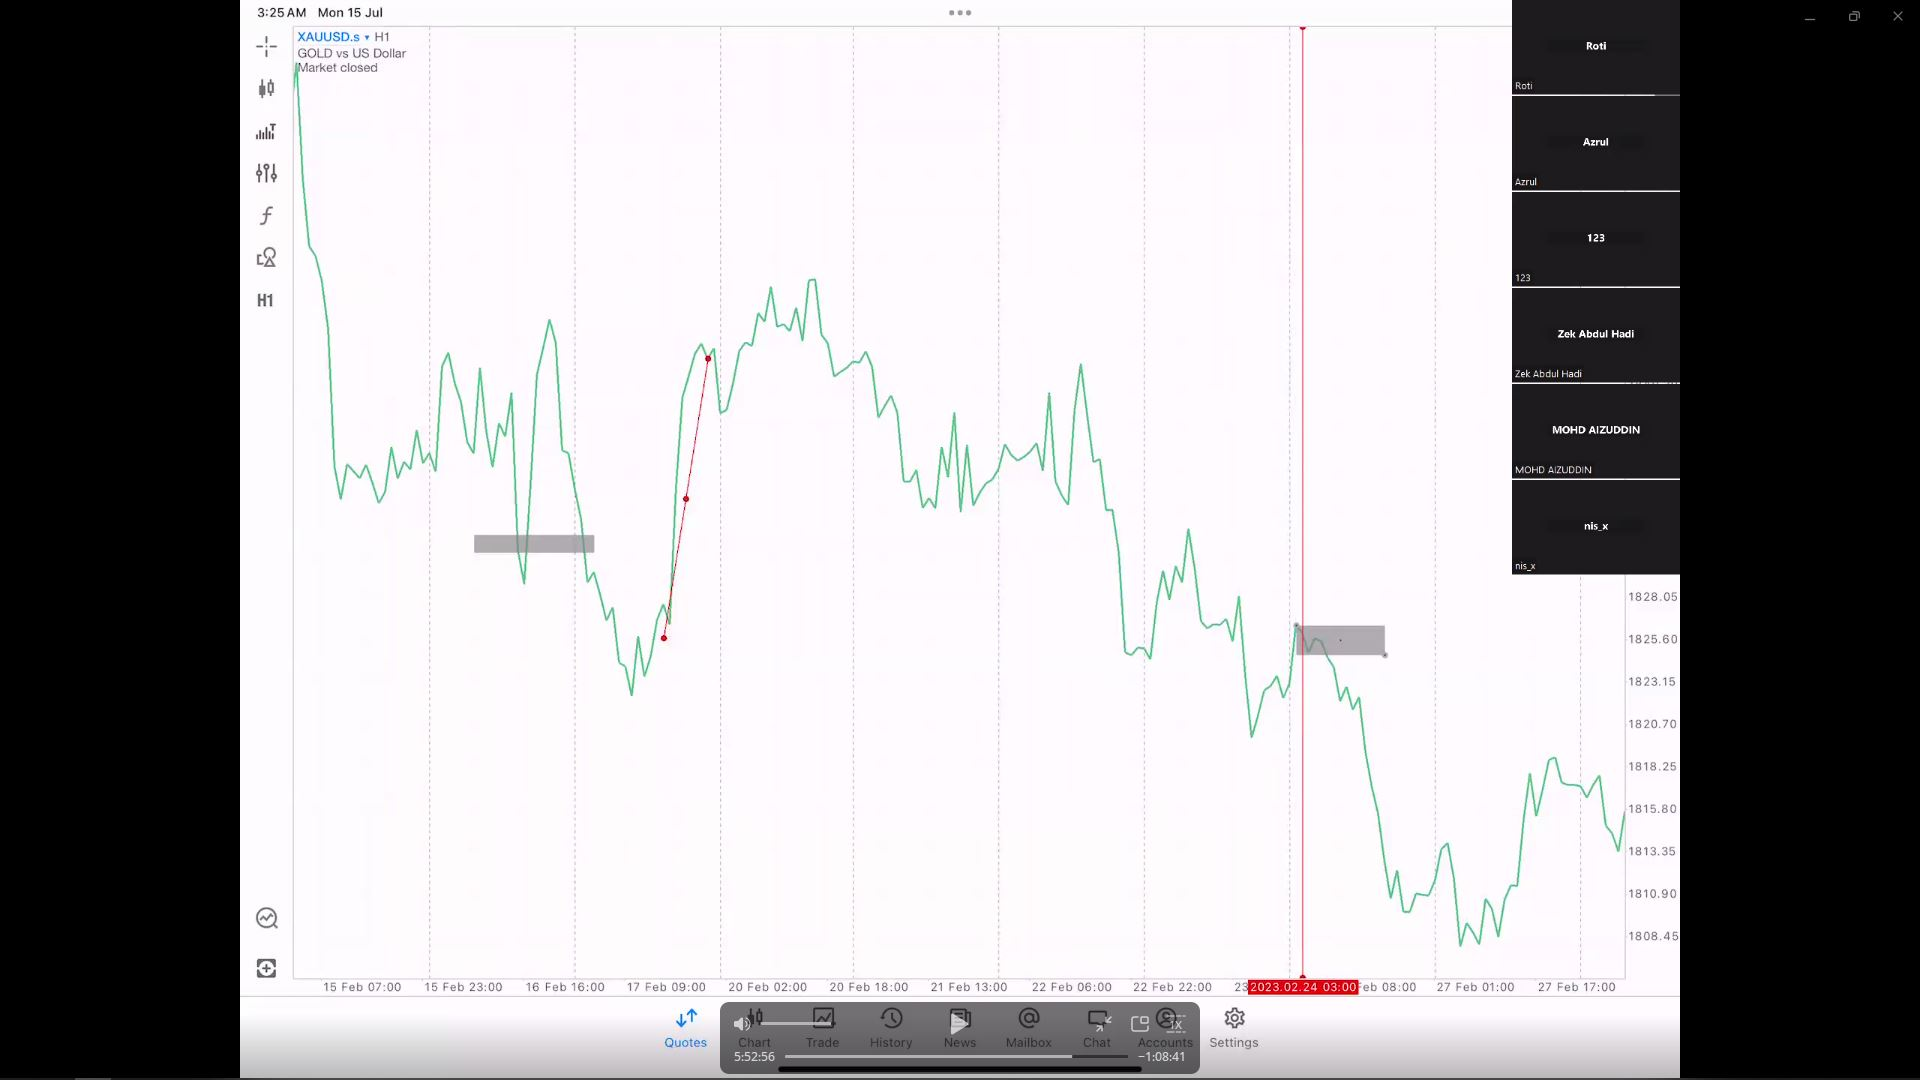 3:25 AM Mon 15 Jul
XAUUSD.s ▾ H1
GOLD vs US Dollar
Market closed
H1
Roti
Roti
Azrul
Azrul
123
123
Zek Abdul Hadi
Zek Abdul Hadi
MOHD AIZUDDIN
MOHD AIZUDDIN
nis_x
nis_x
1828.05
1825.60
1823.15
1820.70
1818.25
1815.80
1813.35
1810.90
1808.45
15 Feb 07:00 15 Feb 23:00 16 Feb 16:00 17 Feb 09:00 20 Feb 02:00 20 Feb 18:00 21 Feb 13:00 22 Feb 06:00 22 Feb 22:00 23 2023.02.24 03:00 Feb 08:00 27 Feb 01:00 27 Feb 17:00
Quotes Chart Trade History News Mailbox Chat Accounts Settings
1x
5:52:56 −1:08:41